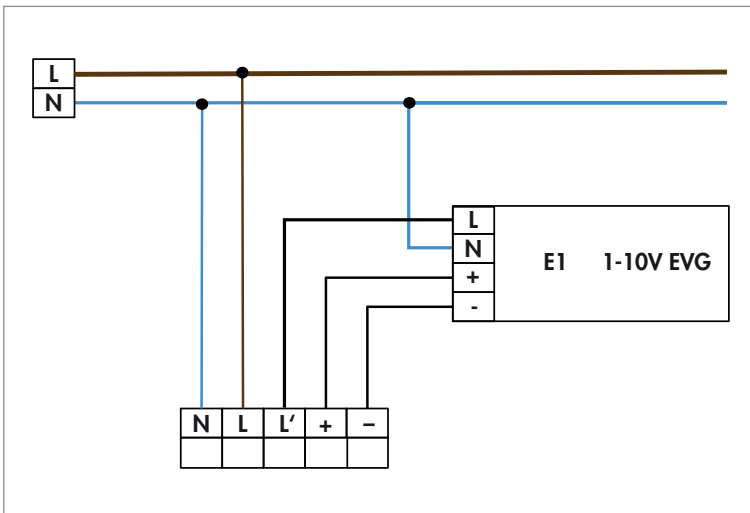 L
N
L
N
+
-
E1 1-10V EVG
N L L′ + –